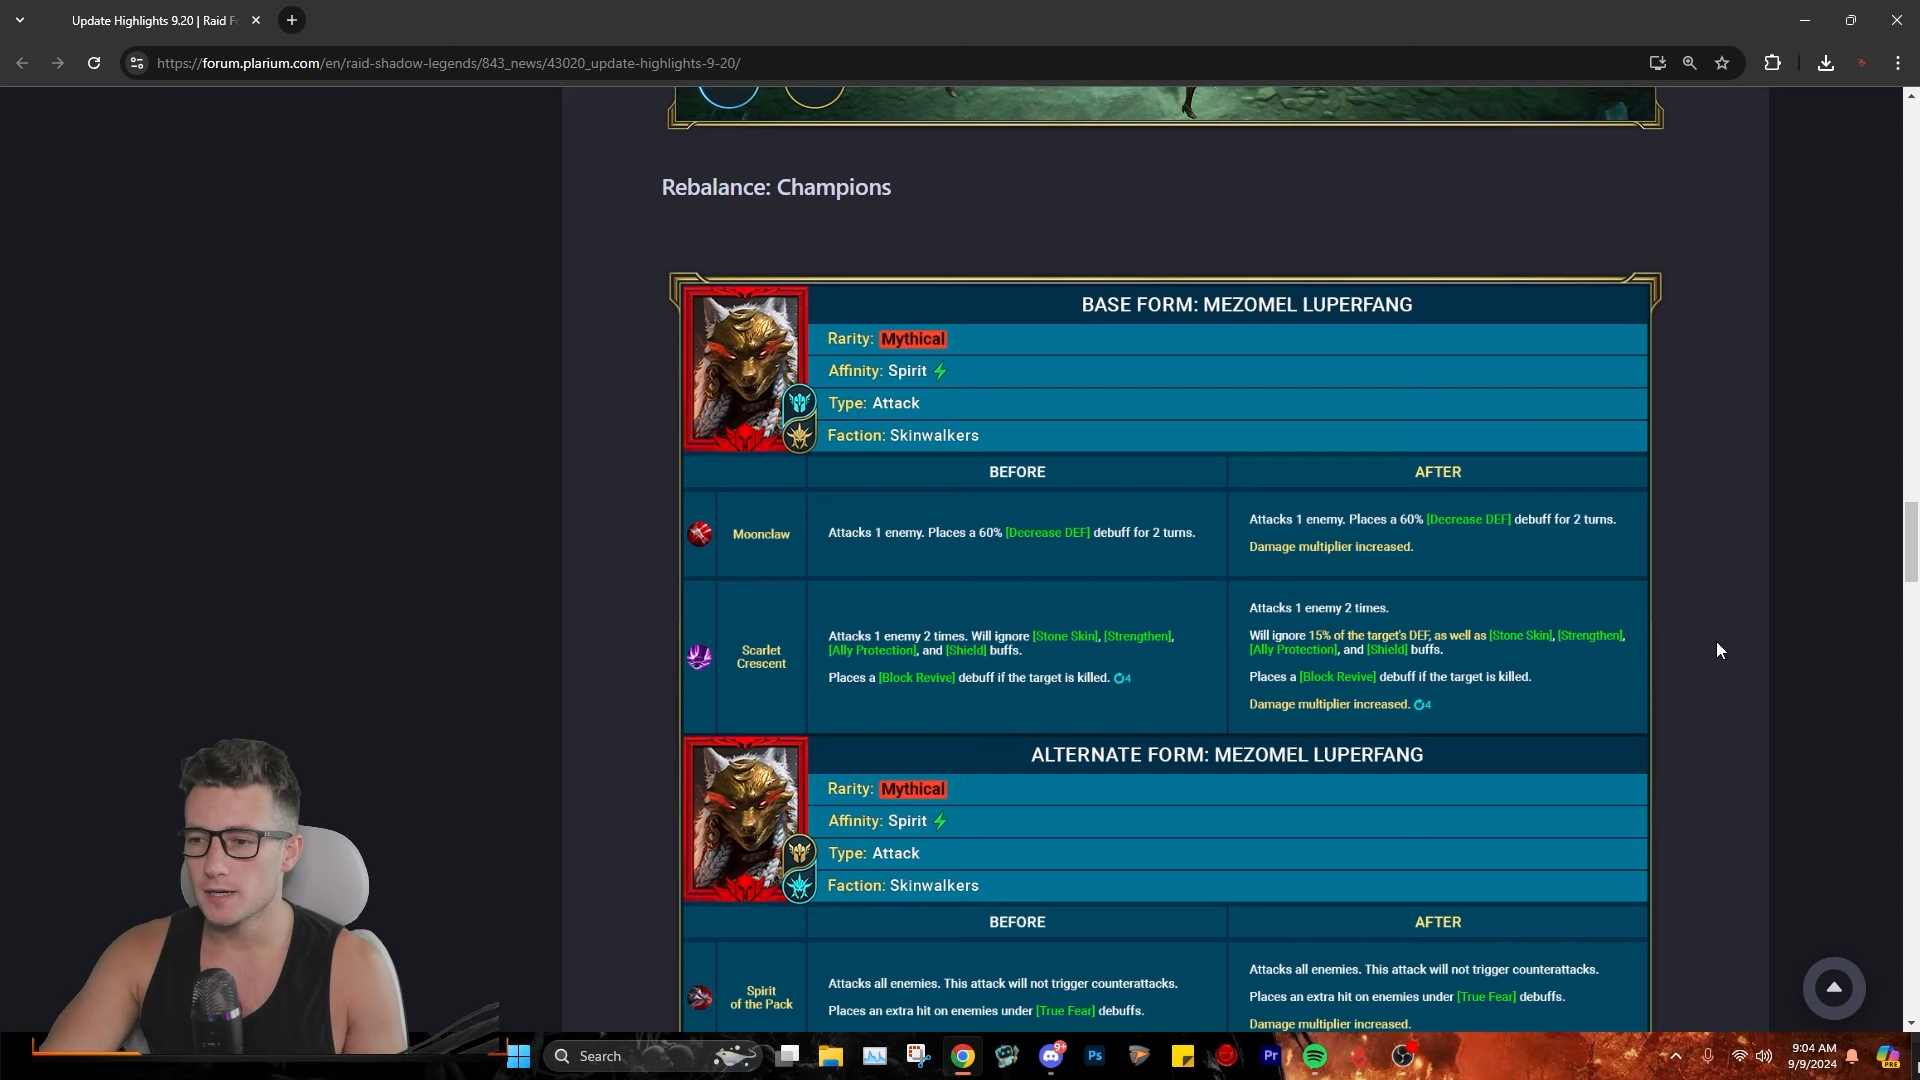 Update Highlights 9.20 | Raid F
https://forum.plarium.com/en/raid-shadow-legends/843_news/43020_update-highlights-9-20/
Rebalance: Champions
BASE FORM: MEZOMEL LUPERFANG
Rarity: Mythical
Affinity: Spirit
Type: Attack
Faction: Skinwalkers
BEFORE
AFTER
Moonclaw
Attacks 1 enemy. Places a 60% [Decrease DEF] debuff for 2 turns.
Attacks 1 enemy. Places a 60% [Decrease DEF] debuff for 2 turns.
Damage multiplier increased.
Scarlet
Crescent
Attacks 1 enemy 2 times. Will ignore [Stone Skin], [Strengthen],
[Ally Protection], and [Shield] buffs.
Places a [Block Revive] debuff if the target is killed. 4
Attacks 1 enemy 2 times.
Will ignore 15% of the target's DEF, as well as [Stone Skin], [Strengthen],
[Ally Protection], and [Shield] buffs.
Places a [Block Revive] debuff if the target is killed.
Damage multiplier increased. 4
ALTERNATE FORM: MEZOMEL LUPERFANG
Rarity: Mythical
Affinity: Spirit
Type: Attack
Faction: Skinwalkers
BEFORE
AFTER
Spirit
of the Pack
Attacks all enemies. This attack will not trigger counterattacks.
Places an extra hit on enemies under [True Fear] debuffs.
Attacks all enemies. This attack will not trigger counterattacks.
Places an extra hit on enemies under [True Fear] debuffs.
Damage multiplier increased.
Search
9+
Ps
Pr
9:04 AM
9/9/2024
PRE